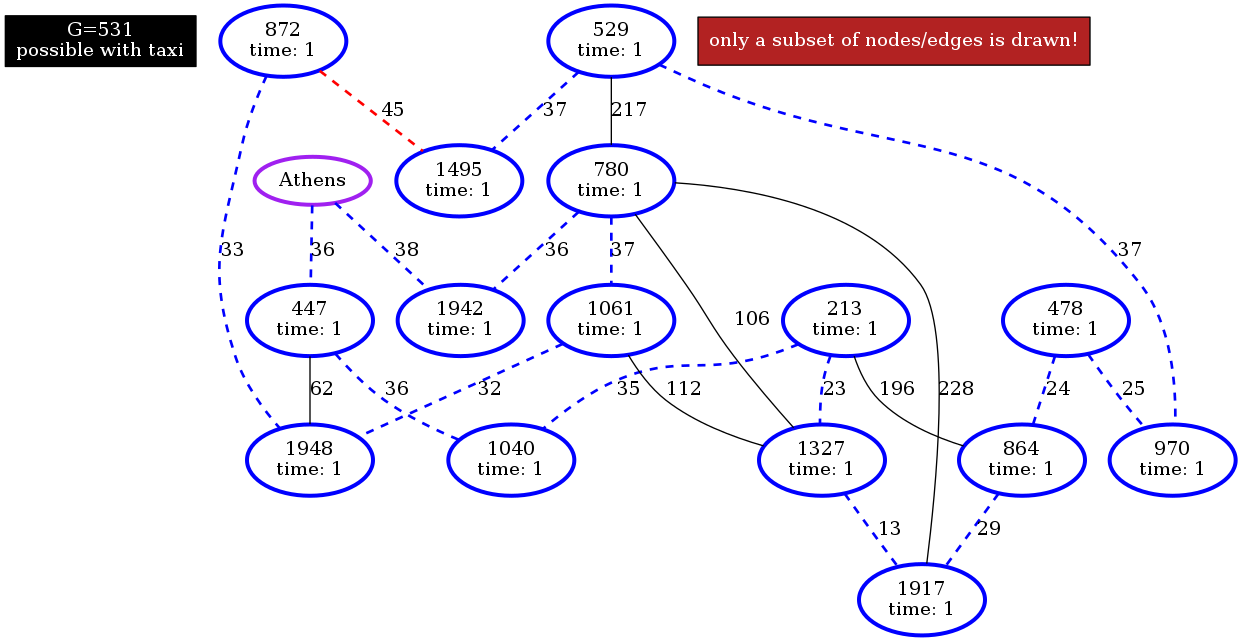 G=531
possible with taxi
872
time: 1
529
time: 1
only a subset of nodes/edges is drawn!
45
37
217
Athens
1495
time: 1
780
time: 1
33
36
38
36
37
37
447
time: 1
1942
time: 1
1061
time: 1
106
213
time: 1
478
time: 1
62
36
32
35
112
23
196
228
24
25
1948
time: 1
1040
time: 1
1327
time: 1
864
time: 1
970
time: 1
13
29
1917
time: 1